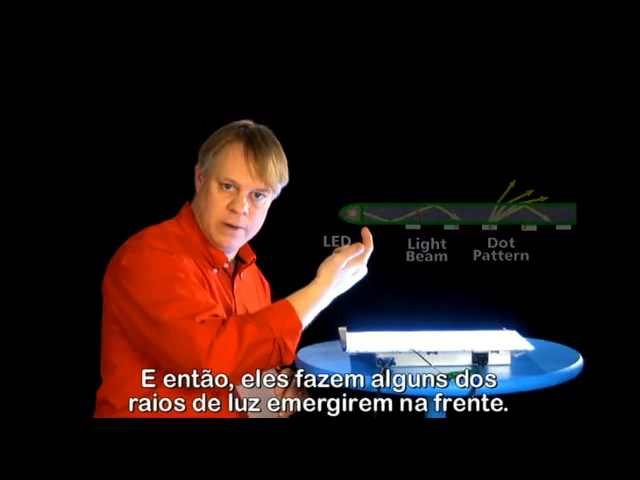 LED
Light
Beam
Dot
Pattern
E então, eles fazem alguns dos
raios de luz emergirem na frente.